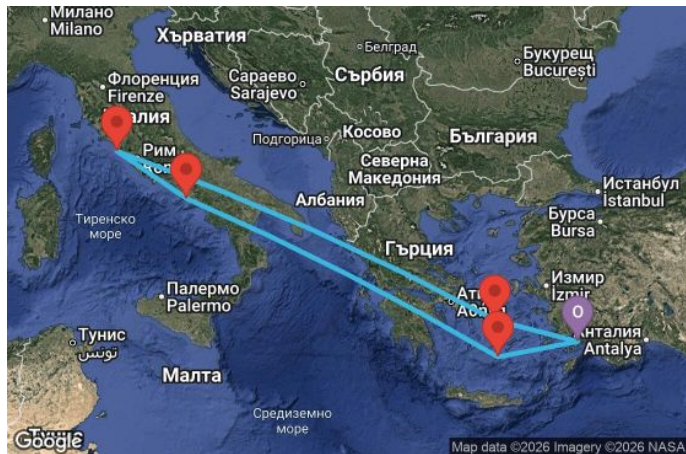 Милано
Milano
Хърватия
Белград
Букурещ
București
Флоренция
Firenze
Сараево
Sarajevo
Сърбия
алия
Подгорица
Косово
България
Рим
Северна
Македония
Истанбул
İstanbul
Албания
Бурса
Bursa
Тиренско
море
Гърция
Палермо
Palermo
Измир
İzmir
O
Анталия
Antalya
Тунис
تونس
Малта
Средиземно
море
Google
Map data ©2026 Imagery ©2026 NASA